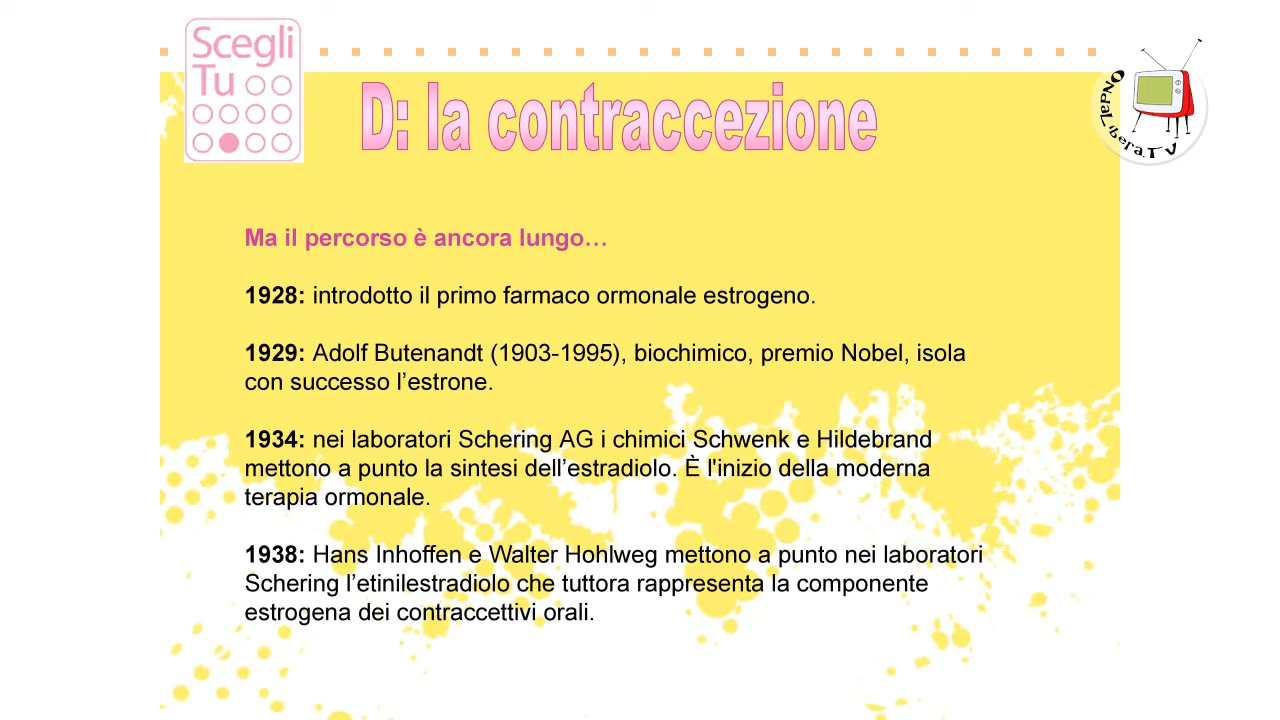 Scegli
Tu
D: la contraccezione
OndaLibera.TV
Ma il percorso è ancora lungo…
1928: introdotto il primo farmaco ormonale estrogeno.
1929: Adolf Butenandt (1903-1995), biochimico, premio Nobel, isola
con successo l’estrone.
1934: nei laboratori Schering AG i chimici Schwenk e Hildebrand
mettono a punto la sintesi dell’estradiolo. È l'inizio della moderna
terapia ormonale.
1938: Hans Inhoffen e Walter Hohlweg mettono a punto nei laboratori
Schering l’etinilestradiolo che tuttora rappresenta la componente
estrogena dei contraccettivi orali.